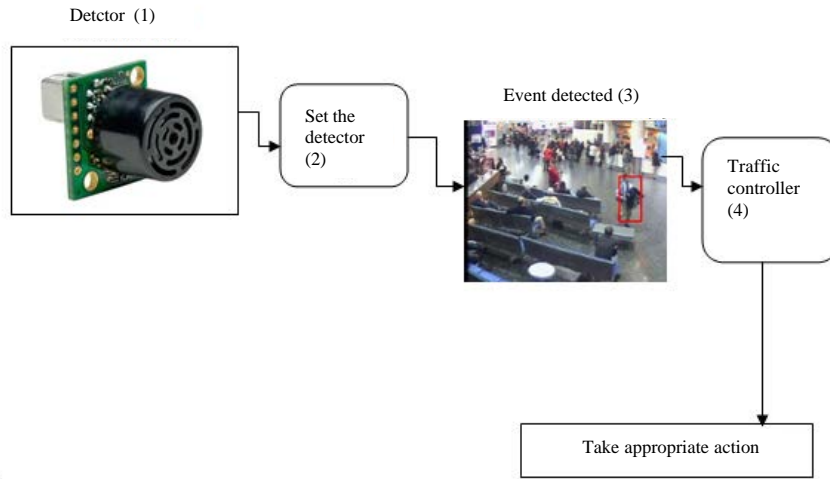 Detctor (1)
Set the
detector
(2)
Event detected (3)
Traffic
controller
(4)
Take appropriate action